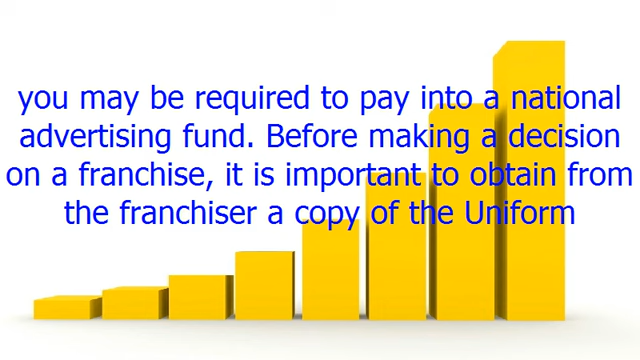 you may be required to pay into a national
advertising fund. Before making a decision
on a franchise, it is important to obtain from
the franchiser a copy of the Uniform